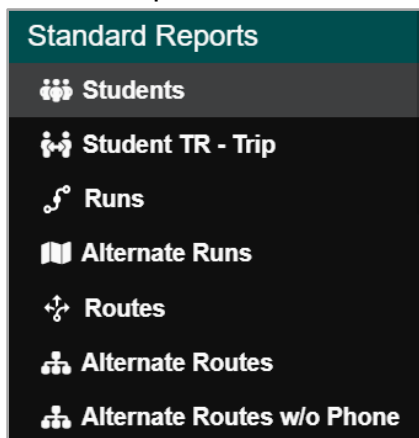 Standard Reports
Students
Student TR - Trip
Runs
Alternate Runs
Routes
Alternate Routes
Alternate Routes w/o Phone